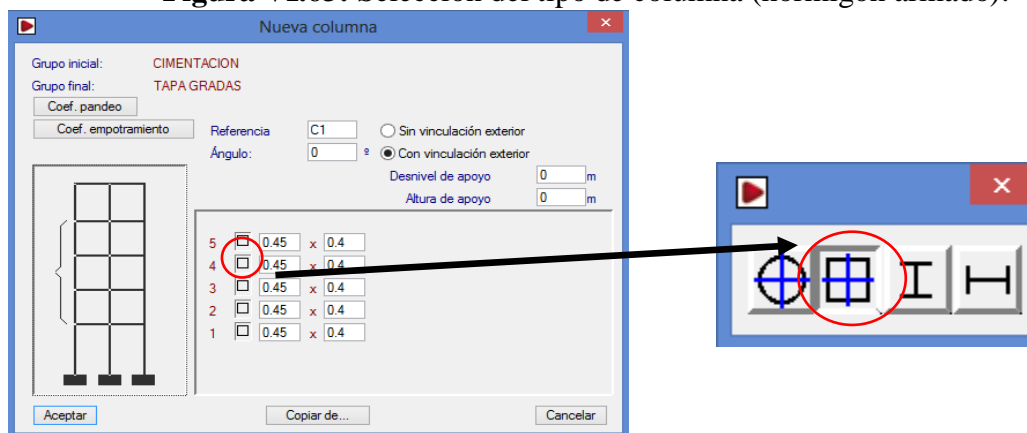 Figura VI.03: Selección del tipo de columna (hormigón armado).
Nueva columna
Grupo inicial: CIMENTACION
Grupo final: TAPA GRADAS
Coef. pandeo
Coef. empotramiento
Referencia C1 Sin vinculación exterior
Ángulo: 0 º Con vinculación exterior
Desnivel de apoyo 0 m
Altura de apoyo 0 m
5 0.45 x 0.4
4 0.45 x 0.4
3 0.45 x 0.4
2 0.45 x 0.4
1 0.45 x 0.4
Aceptar Copiar de... Cancelar